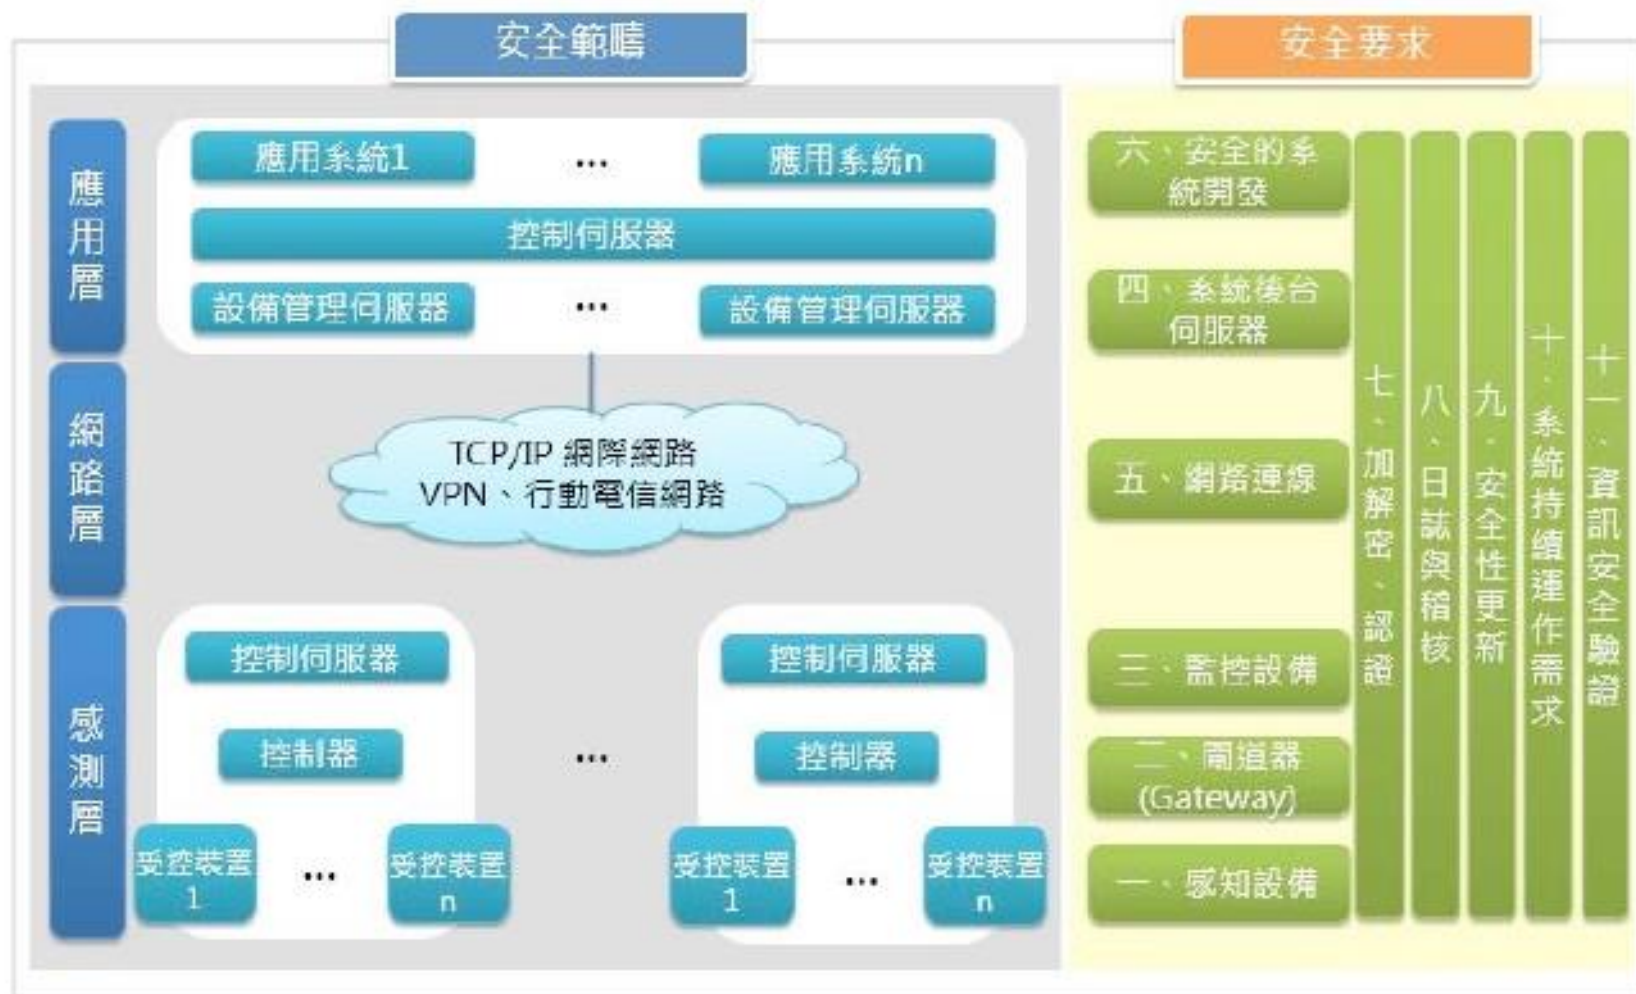 安全範疇
安全要求
應用層
應用系統1
...
應用系統n
控制伺服器
設備管理伺服器
...
設備管理伺服器
網路層
TCP/IP 網際網路
VPN、行動電信網路
感測層
控制伺服器
控制伺服器
控制器
...
控制器
受控裝置
1
...
受控裝置
n
受控裝置
1
...
受控裝置
n
六、安全的系
統開發
四、系統後台
伺服器
五、網路連線
三、監控設備
二、閘道器
(Gateway)
一、感知設備
七、加解密、認證
八、日誌與稽核
九、安全性更新
十、系統持續運作需求
十一、資訊安全驗證